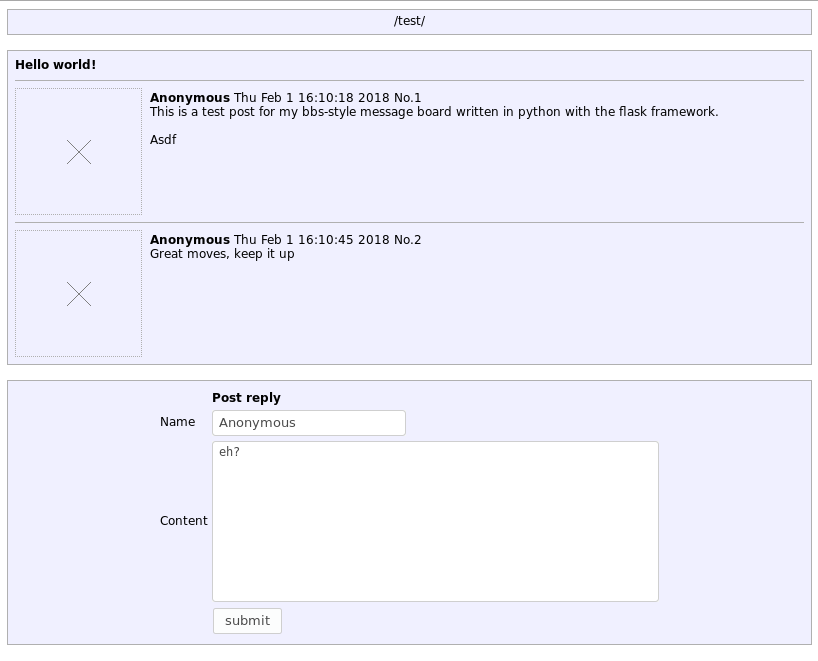 /test/
Hello world!
Anonymous Thu Feb 1 16:10:18 2018 No.1
This is a test post for my bbs-style message board written in python with the flask framework.
Asdf
Anonymous Thu Feb 1 16:10:45 2018 No.2
Great moves, keep it up
Post reply
Name Anonymous
eh?
Content
submit